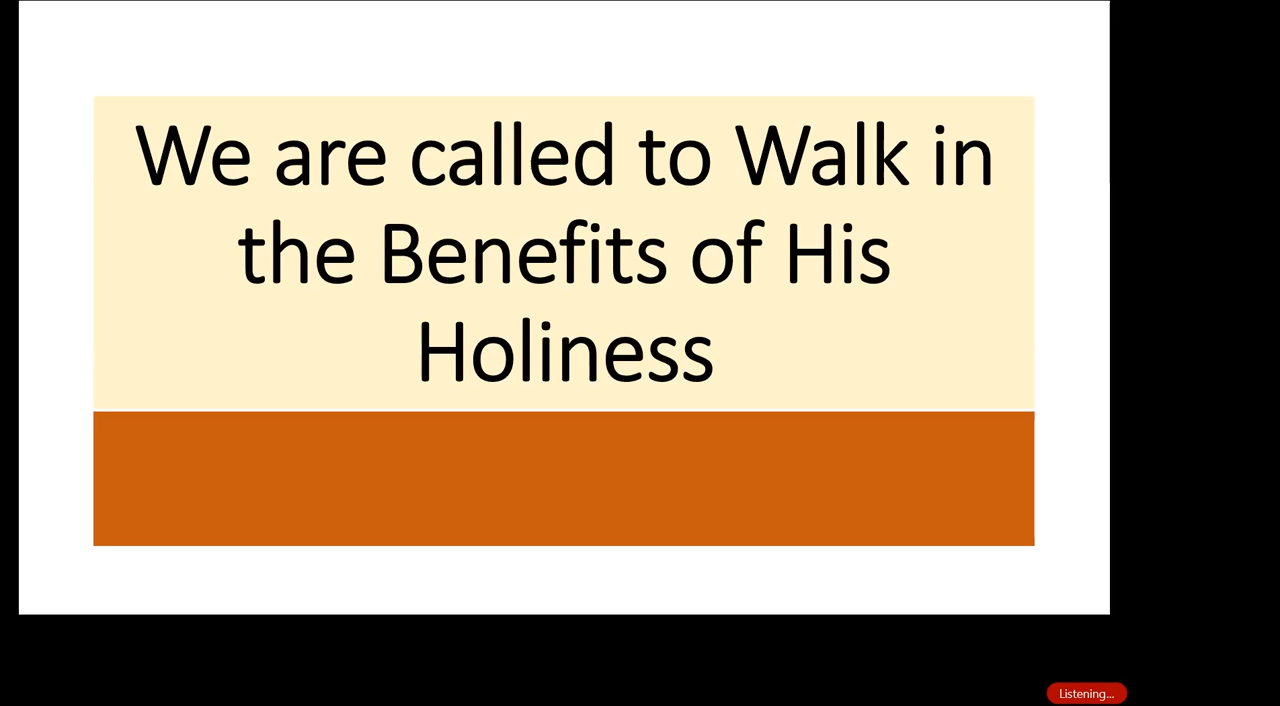 We are called to Walk in
the Benefits of His
Holiness
Listening...